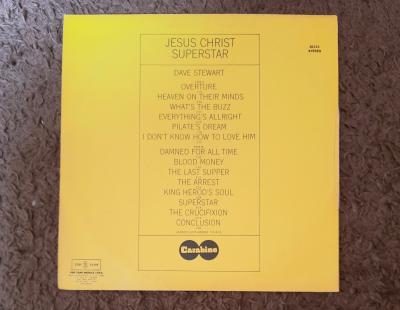 JESUS CHRIST
SUPERSTAR
STEREO
DAVE STEWART
OVERTURE
HEAVEN ON THEIR MINDS
WHAT'S THE BUZZ
EVERYTHING'S ALLRIGHT
PILATE'S DREAM
I DON'T KNOW HOW TO LOVE HIM
DAMNED FOR ALL TIME
BLOOD MONEY
THE LAST SUPPER
THE ARREST
KING HEROD'S SOUL
SUPERSTAR
THE CRUCIFIXION
CONCLUSION
Carabine